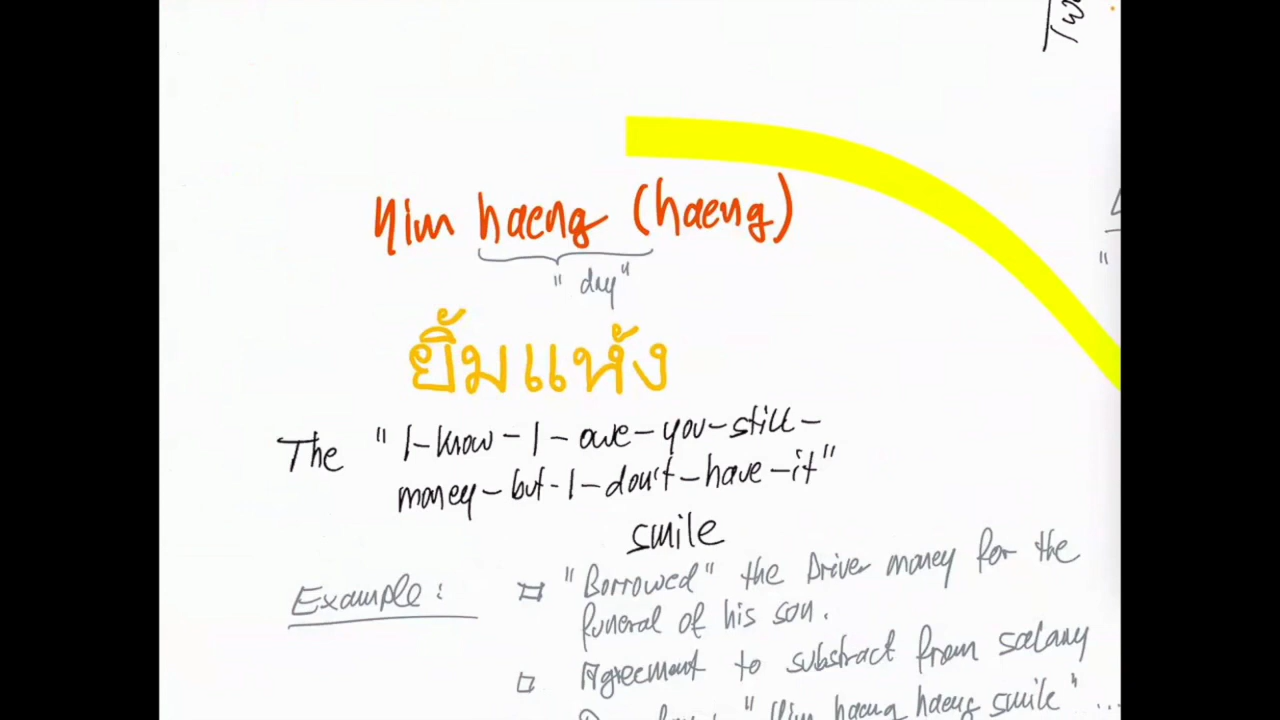 Yim haeng (haeng)
" dry "
ยิ้มแห้ง
The "I-know-I-owe-you-still-
money-but-I-don't-have-it"
smile
Example:
"Borrowed" the Driver money for the
funeral of his son.
Agreement to substract from salary
"Yim haeng haeng smile" ...